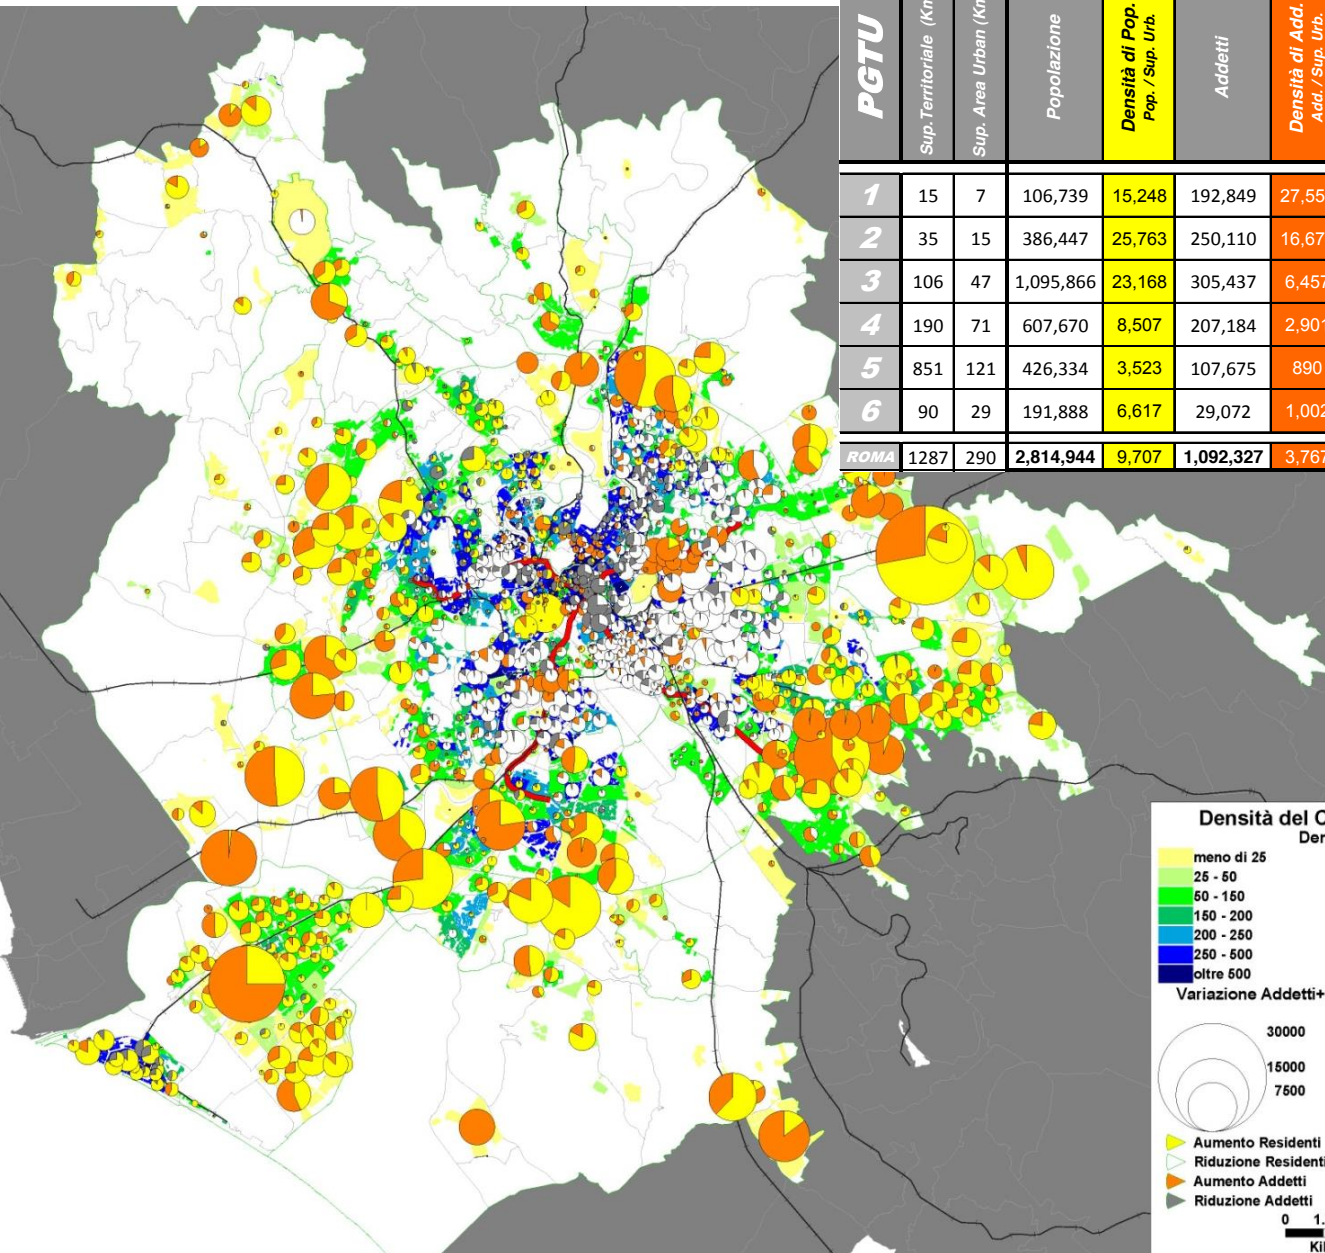 PGTU
Sup.Territoriale (Km
Sup. Area Urban (Km
Popolazione
Densità di Pop.
Pop. / Sup. Urb.
Addetti
Densità di Add.
Add. / Sup. Urb.
1 15 7 106,739 15,248 192,849 27,55
2 35 15 386,447 25,763 250,110 16,67
3 106 47 1,095,866 23,168 305,437 6,457
4 190 71 607,670 8,507 207,184 2,901
5 851 121 426,334 3,523 107,675 890
6 90 29 191,888 6,617 29,072 1,002
ROMA 1287 290 2,814,944 9,707 1,092,327 3,767
Densità del C
Der
meno di 25
25 - 50
50 - 150
150 - 200
200 - 250
250 - 500
oltre 500
Variazione Addetti+
30000
15000
7500
Aumento Residenti
Riduzione Residenti
Aumento Addetti
Riduzione Addetti
0 1.
Kil